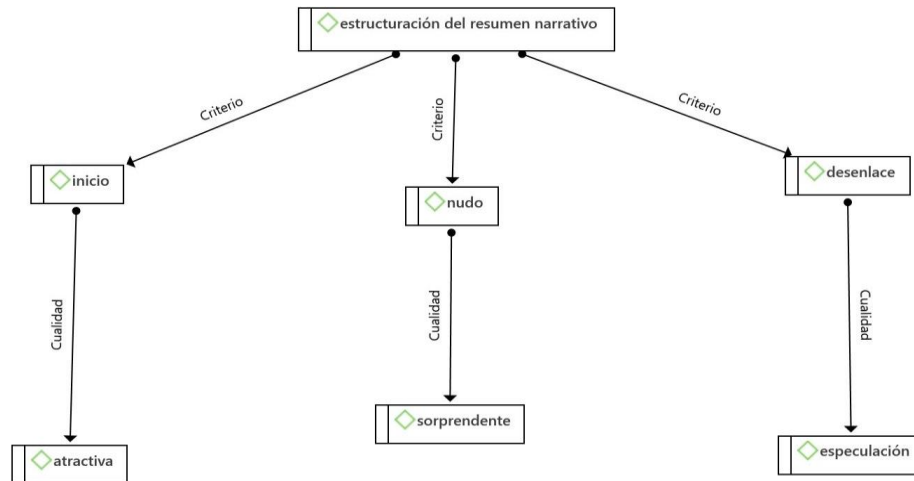 estructuración del resumen narrativo
Criterio
Criterio
Criterio
inicio
nudo
desenlace
Cualidad
Cualidad
Cualidad
atractiva
sorprendente
especulación